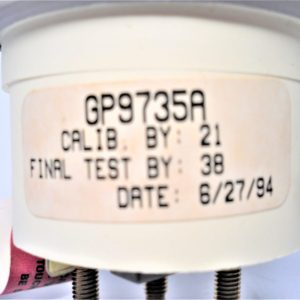 GP9735A
CALIB. BY: 21
FINAL TEST BY: 38
DATE: 6/27/94